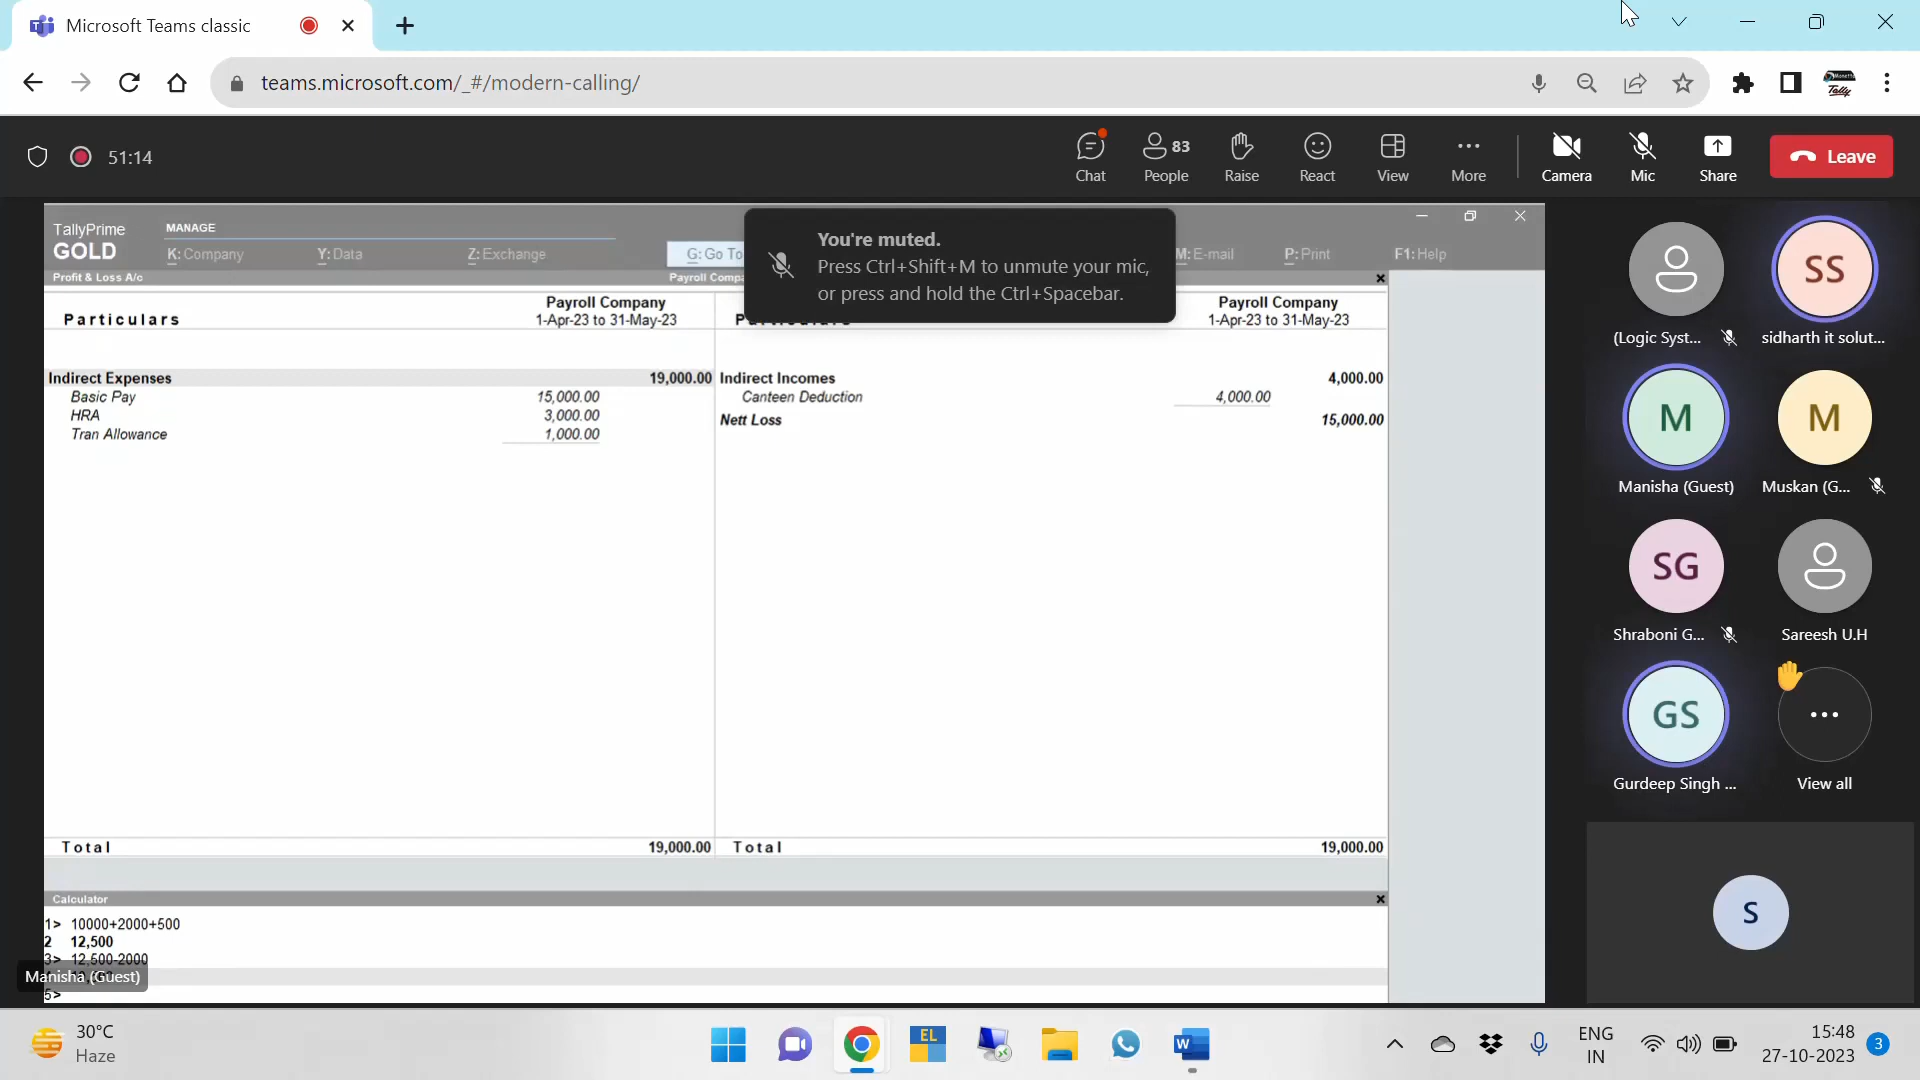 Microsoft Teams classic
teams.microsoft.com/_#/modern-calling/
51:14
Chat
83
People
Raise
React
View
More
Camera
Mic
Share
Leave
TallyPrime
GOLD
MANAGE
K: Company
Y: Data
Z: Exchange
G: Go To
M: E-mail
P: Print
F1: Help
Profit & Loss A/c
You're muted.
Press Ctrl+Shift+M to unmute your mic,
or press and hold the Ctrl+Spacebar.
Particulars
Payroll Company
1-Apr-23 to 31-May-23
Payroll Company
1-Apr-23 to 31-May-23
Indirect Expenses 19,000.00
Basic Pay 15,000.00
HRA 3,000.00
Tran Allowance 1,000.00
Indirect Incomes 4,000.00
Canteen Deduction 4,000.00
Nett Loss 15,000.00
Total 19,000.00
Total 19,000.00
Calculator
1> 10000+2000+500
2 12,500
3> 12,500-2000
5>
Manisha (Guest)
(Logic Syst...
SS
sidharth it solut...
M
Manisha (Guest)
M
Muskan (G...
SG
Shraboni G...
Sareesh U.H
GS
Gurdeep Singh ...
View all
S
30°C
Haze
EL
W
ENG
IN
15:48
27-10-2023
3